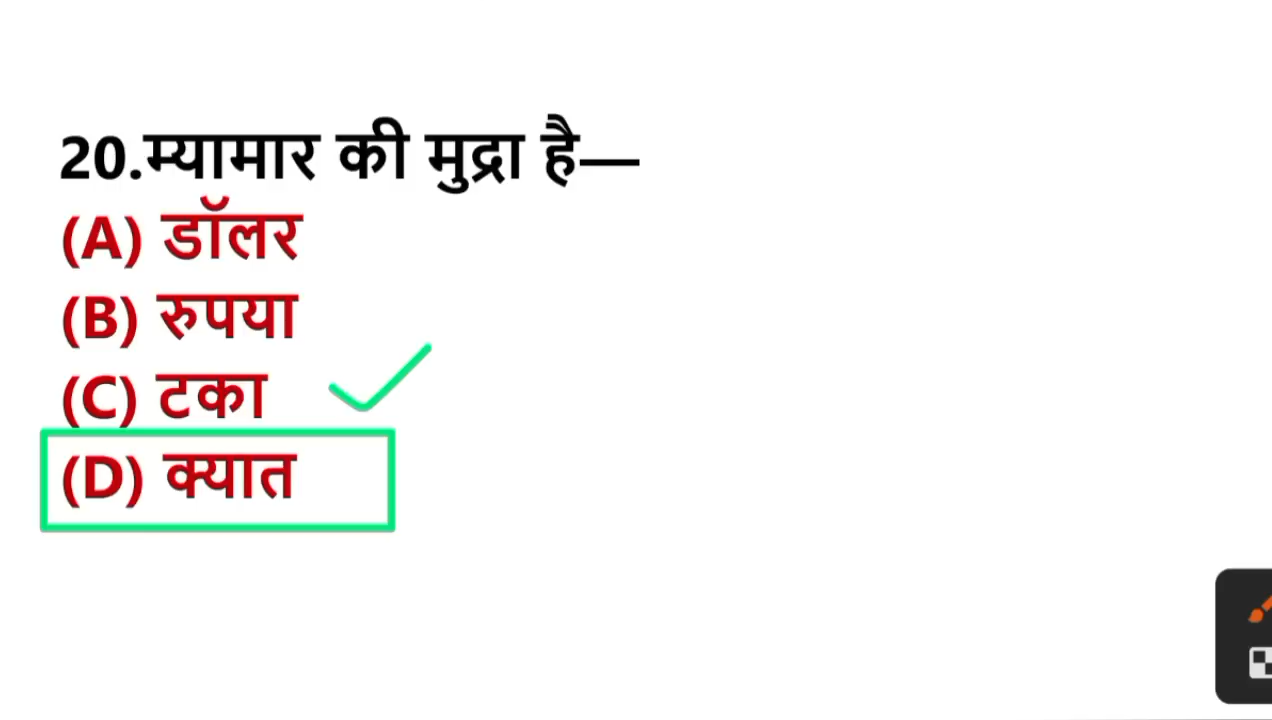 20.म्यामार की मुद्रा है—
(A) डॉलर
(B) रुपया
(C) टका
(D) क्यात